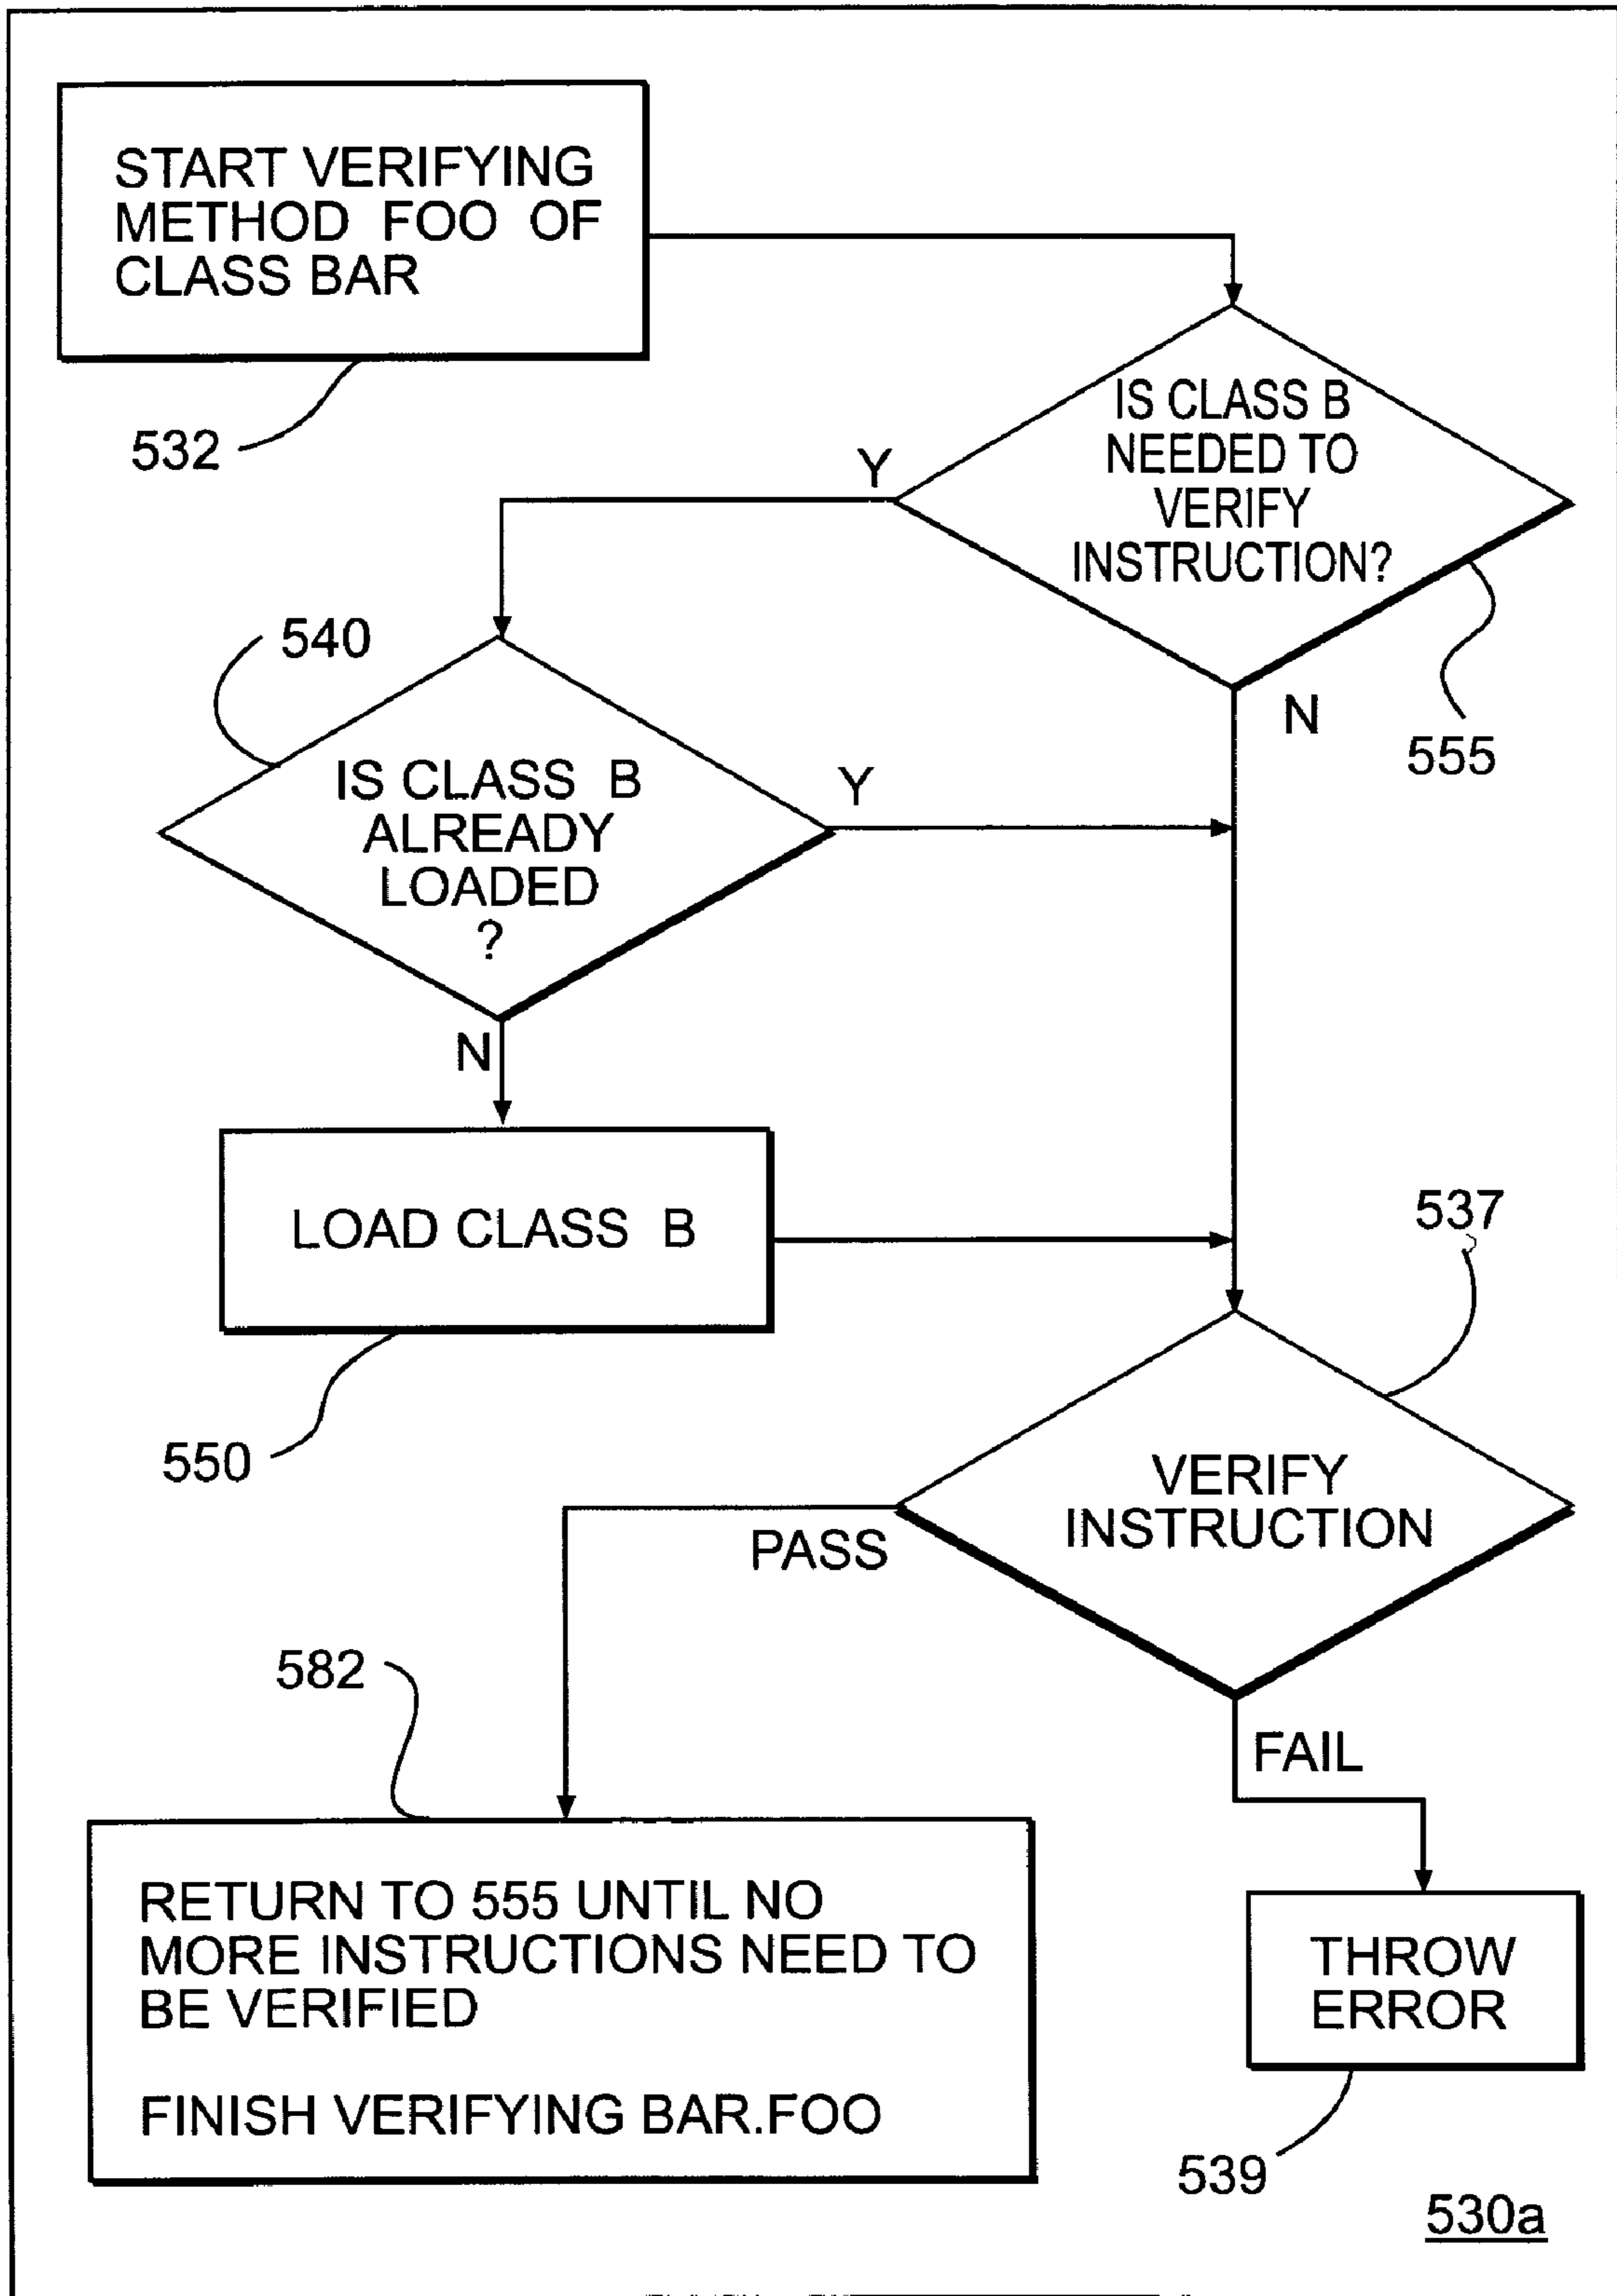 START VERIFYING
METHOD FOO OF
CLASS BAR
532
IS CLASS B
NEEDED TO
VERIFY
INSTRUCTION?
Y
N
555
540
IS CLASS B
ALREADY
LOADED
?
Y
N
LOAD CLASS B
550
537
VERIFY
INSTRUCTION
PASS
FAIL
582
RETURN TO 555 UNTIL NO
MORE INSTRUCTIONS NEED TO
BE VERIFIED
FINISH VERIFYING BAR.FOO
THROW
ERROR
539
530a